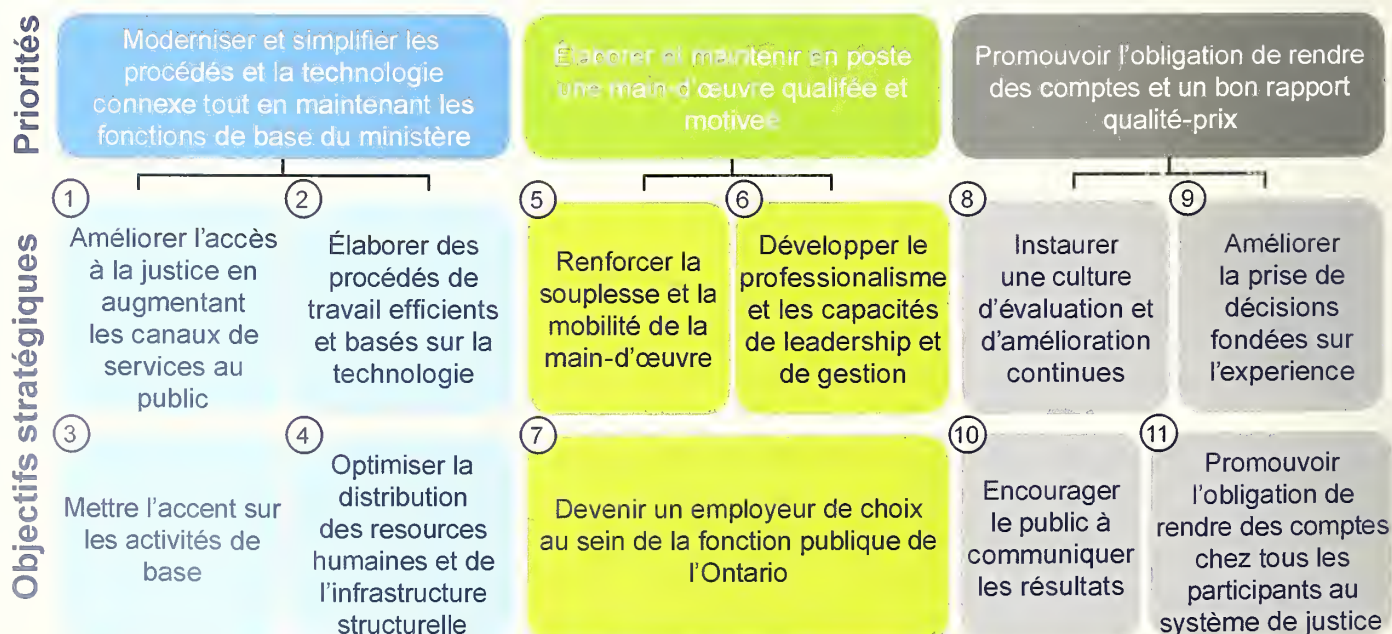 Priorités
Moderniser et simplifier les
procédés et la technologie
connexe tout en maintenant les
fonctions de base du ministère
Élaborer et maintenir en poste
une main-d'œuvre qualifée et
motivee
Promouvoir l'obligation de rendre
des comptes et un bon rapport
qualité-prix
Objectifs stratégiques
1
Améliorer l'accès
à la justice en
augmentant
les canaux de
services au
public
2
Élaborer des
procédés de
travail efficients
et basés sur la
technologie
3
Mettre l'accent sur
les activités de
base
4
Optimiser la
distribution
des resources
humaines et de
l'infrastructure
structurelle
5
Renforcer la
souplesse et la
mobilité de la
main-d'œuvre
6
Développer le
professionalisme
et les capacités
de leadership et
de gestion
7
Devenir un employeur de choix
au sein de la fonction publique de
l'Ontario
8
Instaurer
une culture
d'évaluation et
d'amélioration
continues
9
Améliorer
la prise de
décisions
fondées sur
l'experience
10
Encourager
le public à
communiquer
les résultats
11
Promouvoir
l'obligation de
rendre des comptes
chez tous les
participants au
système de justice